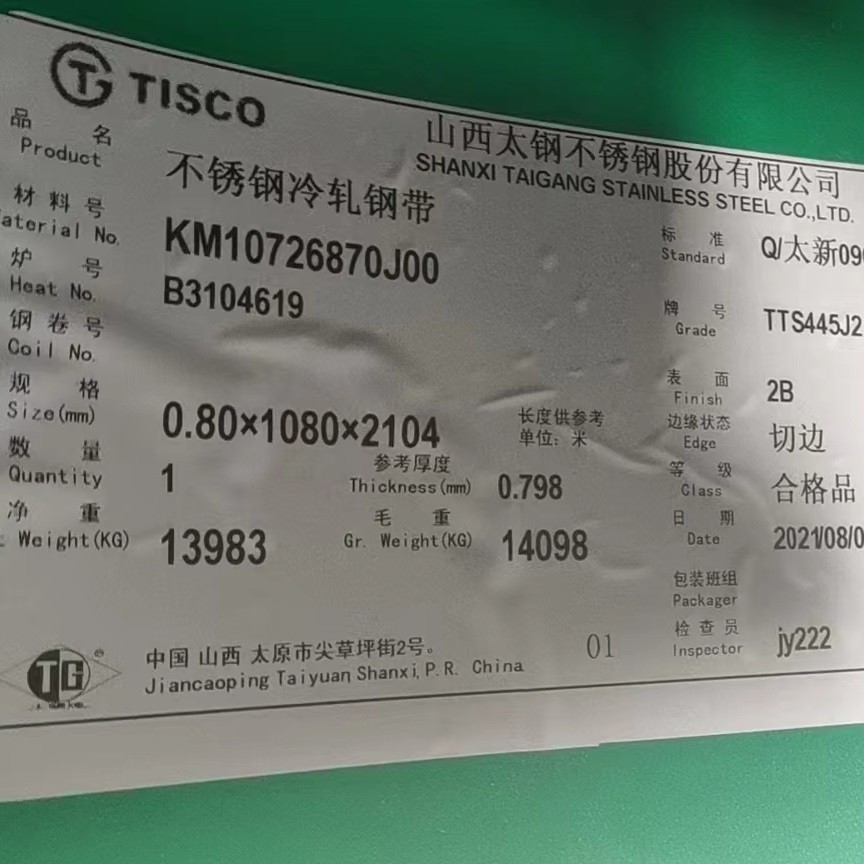 TISCO
山西太钢不锈钢股份有限公司
SHANXI TAIGANG STAINLESS STEEL CO.,LTD.
品名 不锈钢冷轧钢带
Product
标准 Q/太新09
Standard
材料号 KM10726870J00
aterial No.
炉号 B3104619
Heat No.
牌号 TTS445J2
Grade
钢卷号
Coil No.
表面 2B
Finish
规格 0.80×1080×2104 长度供参考
Size(mm) 单位：米
边缘状态 切边
Edge
数量 1 参考厚度 0.798
Quantity Thickness(mm)
等级 合格品
Class
净重 13983 毛重 14098
Weight(KG) Gr. Weight(KG)
日期 2021/08/0
Date
包装班组
Packager
检查员 jy222
Inspector
01
TG ®
中国 山西 太原市尖草坪街2号。
Jiancaoping Taiyuan Shanxi, P.R. China